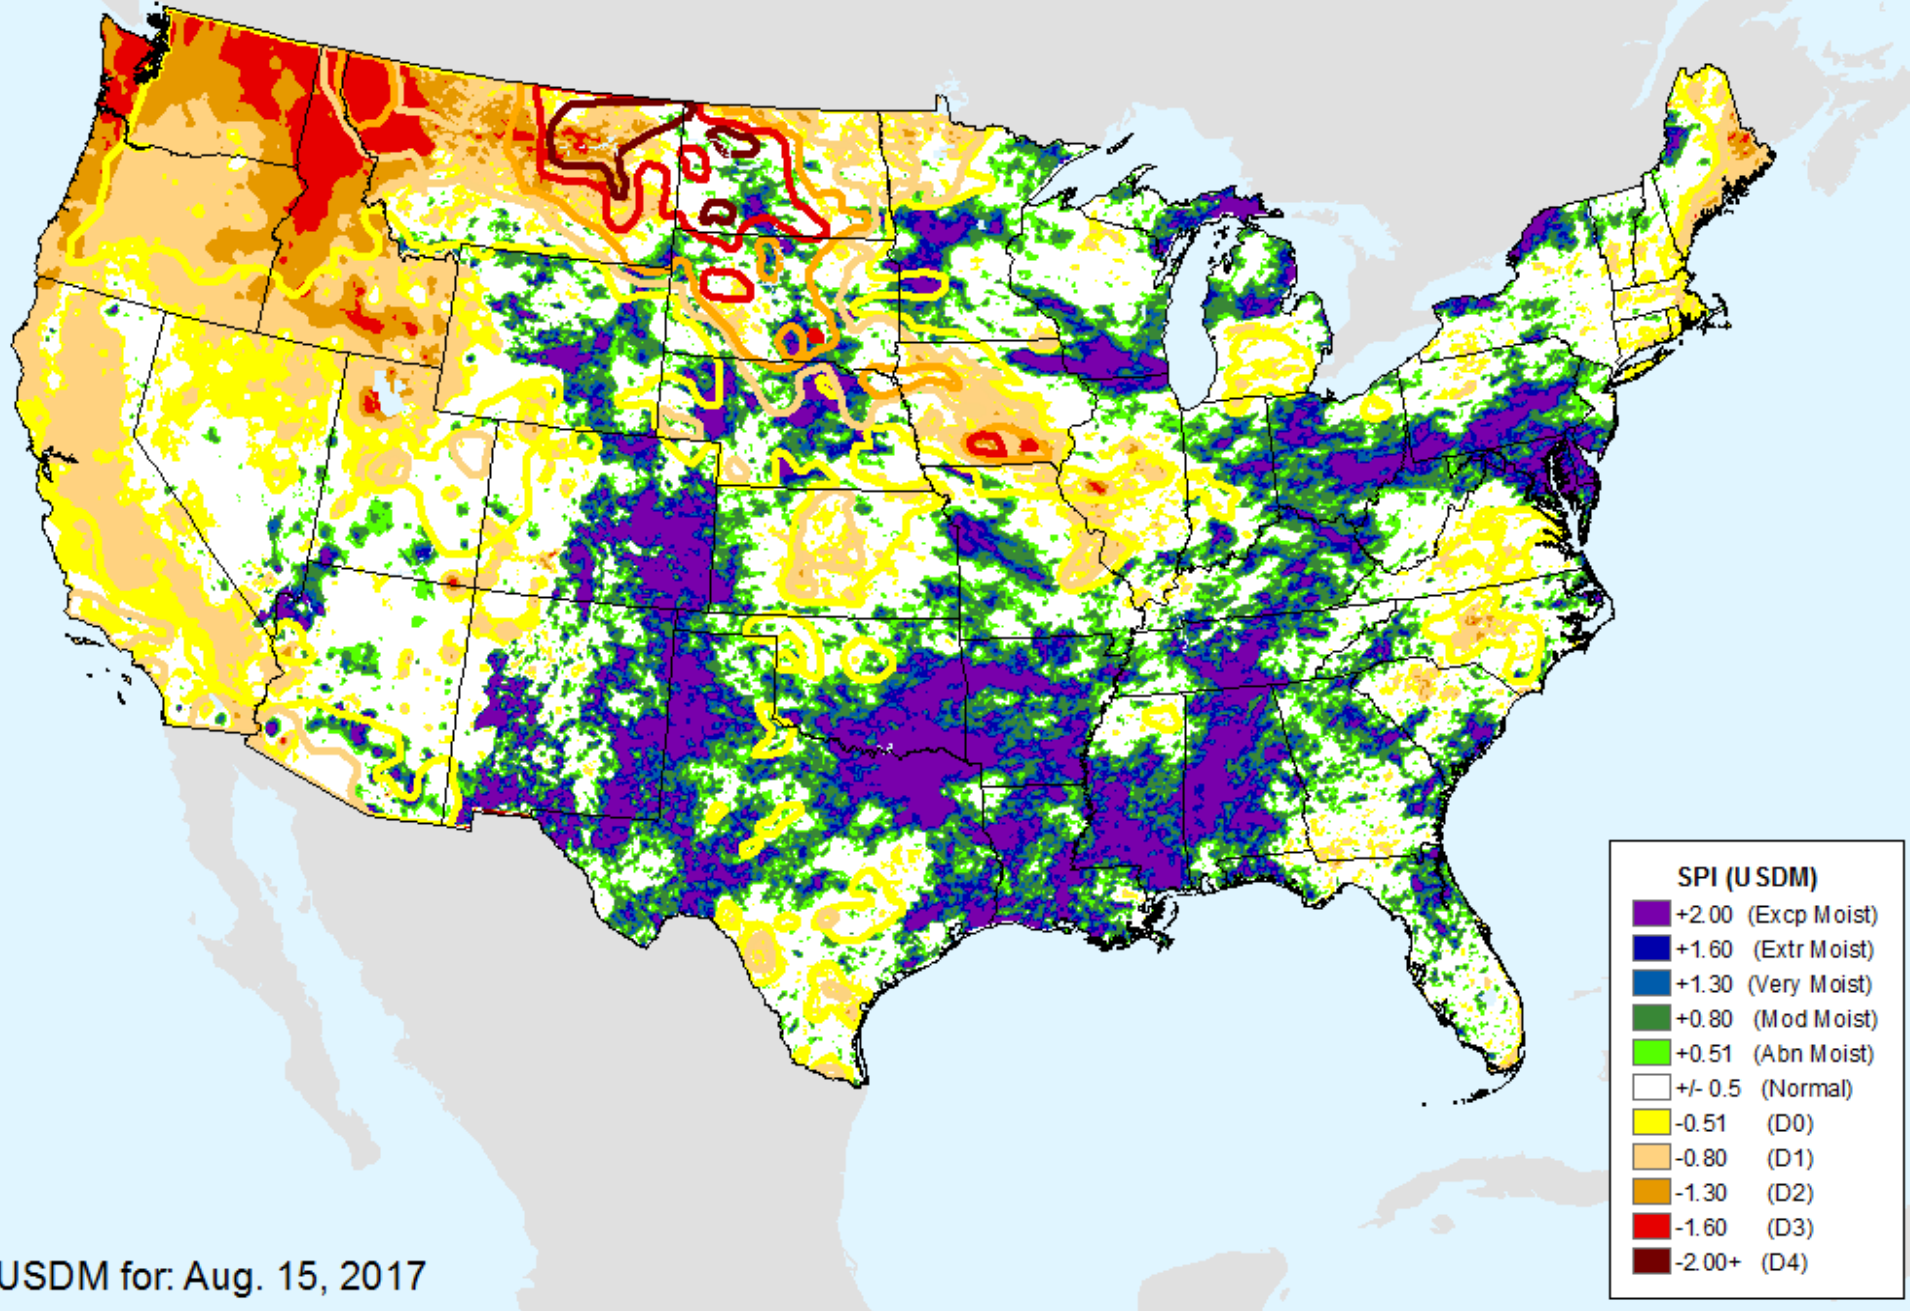 SPI (USDM)
+2.00 (Excp Moist)
+1.60 (Extr Moist)
+1.30 (Very Moist)
+0.80 (Mod Moist)
+0.51 (Abn Moist)
+/- 0.5 (Normal)
-0.51 (D0)
-0.80 (D1)
-1.30 (D2)
-1.60 (D3)
-2.00+ (D4)
USDM for: Aug. 15, 2017